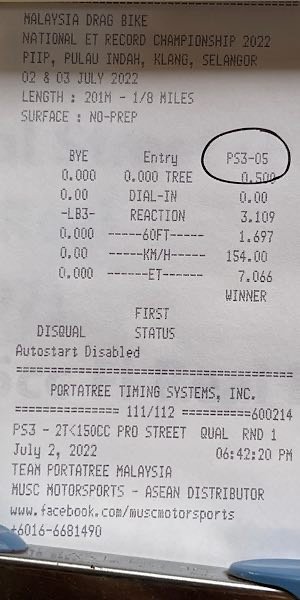 MALAYSIA DRAG BIKE
NATIONAL ET RECORD CHAMPIONSHIP 2022
PIIP, PULAU INDAH, KLANG, SELANGOR
02 & 03 JULY 2022
LENGTH : 201M - 1/8 MILES
SURFACE : NO-PREP
BYE Entry PS3-05
0.000 0.000 TREE 0.500
0.00 DIAL-IN 0.00
-LB3- REACTION 3.109
0.000 -----60FT----- 1.697
0.00 -----KM/H----- 154.00
0.000 ------ET------ 7.066
WINNER
FIRST
DISQUAL STATUS
Autostart Disabled
========================================
PORTATREE TIMING SYSTEMS, INC.
=============== 111/112 ==========600214
PS3 - 2T<150CC PRO STREET QUAL RND 1
July 2, 2022 06:42:20 PM
TEAM PORTATREE MALAYSIA
MUSC MOTORSPORTS - ASEAN DISTRIBUTOR
www.facebook.com/muscmotorsports
+6016-6681490